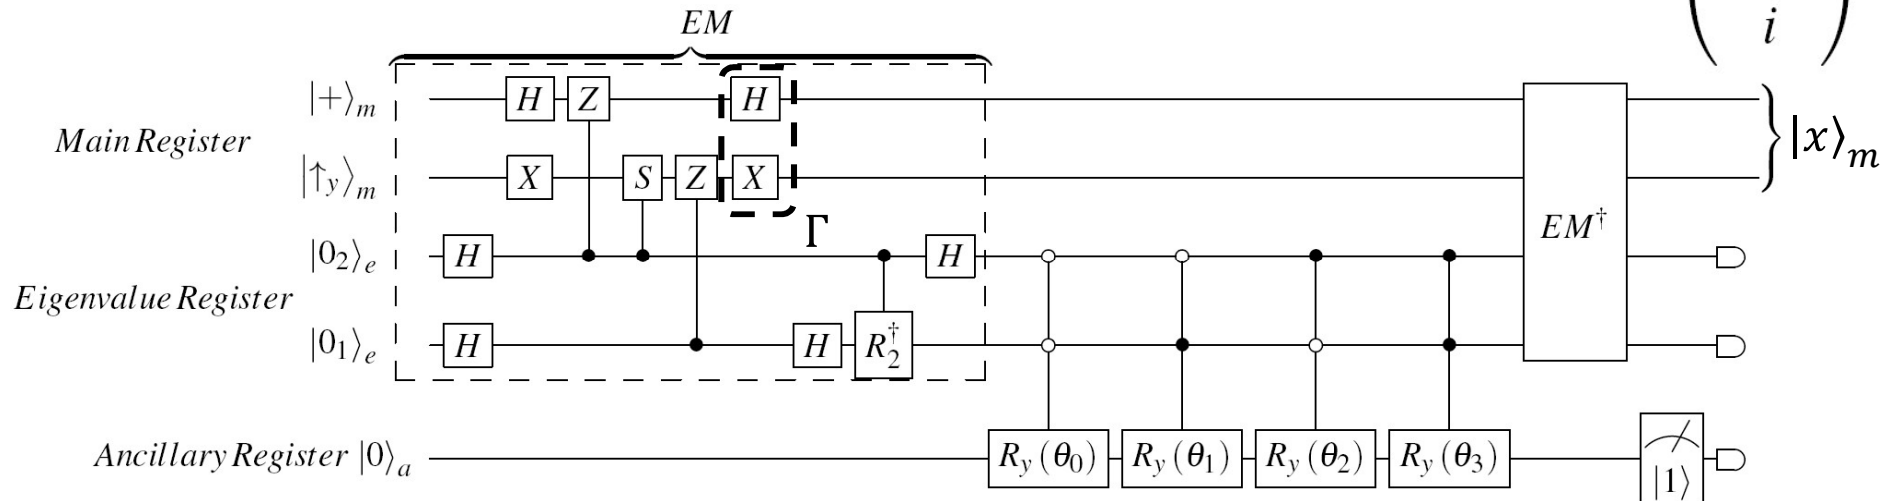 EM
i
|+⟩m H Z H
Main Register |x⟩m
|↑y⟩m X S Z X
Γ
|0₂⟩e H H EM†
Eigenvalue Register
|0₁⟩e H H R₂†
Ancillary Register |0⟩a Ry(θ₀) Ry(θ₁) Ry(θ₂) Ry(θ₃)
|1⟩